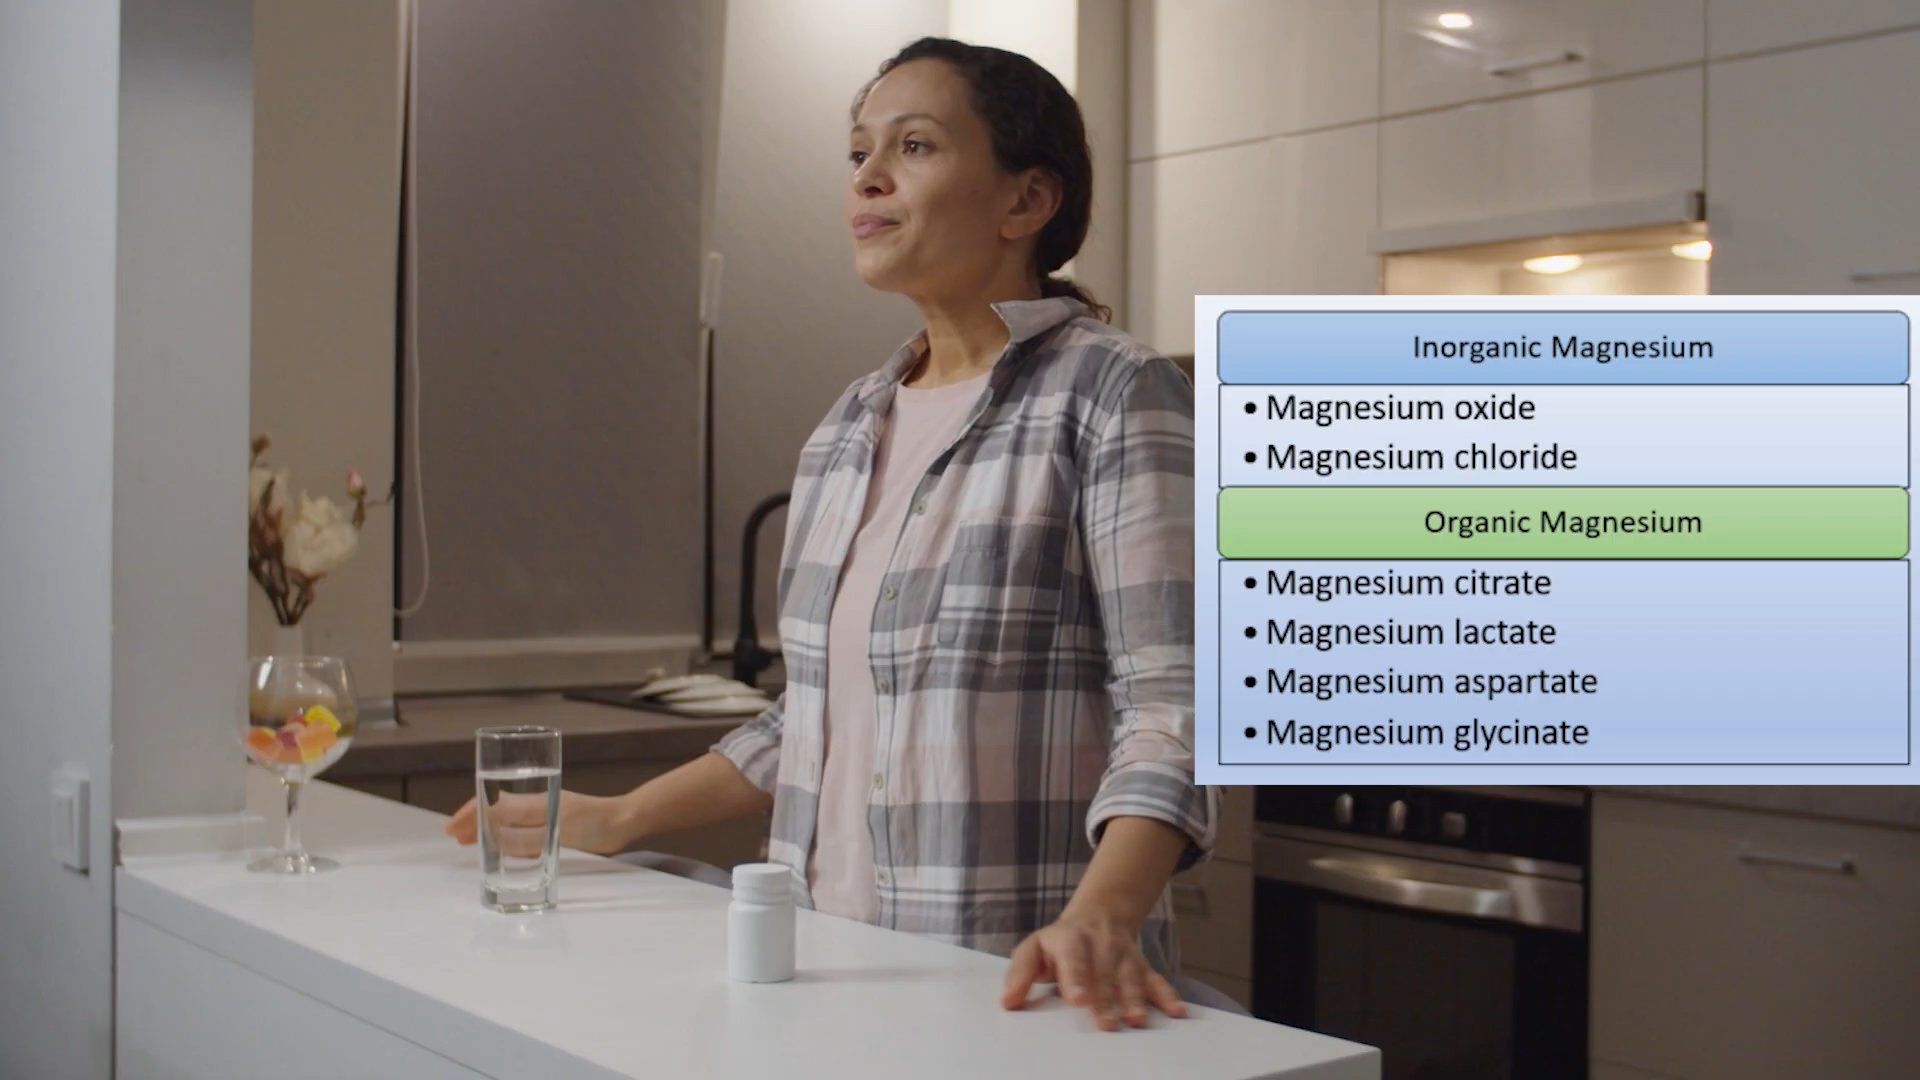 Inorganic Magnesium
• Magnesium oxide
• Magnesium chloride
Organic Magnesium
• Magnesium citrate
• Magnesium lactate
• Magnesium aspartate
• Magnesium glycinate